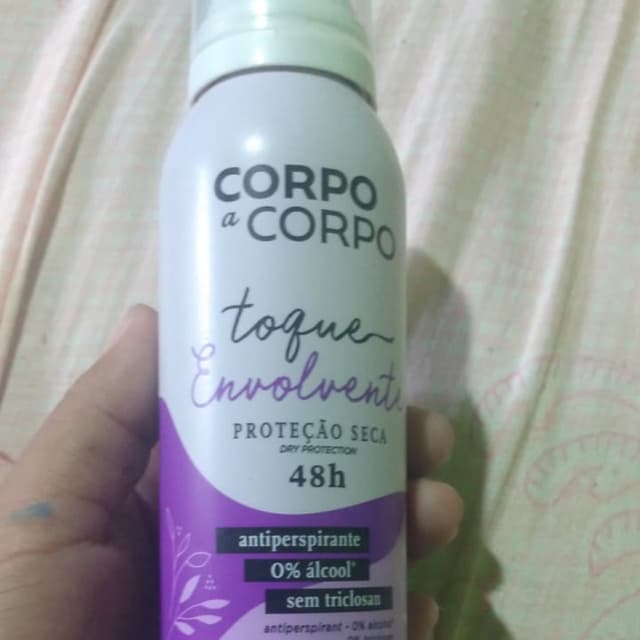 CORPO
a CORPO
toque
Envolvente
PROTEÇÃO SECA
DRY PROTECTION
48h
antiperspirante
0% álcool*
sem triclosan
antiperspirant - 0% alcohol